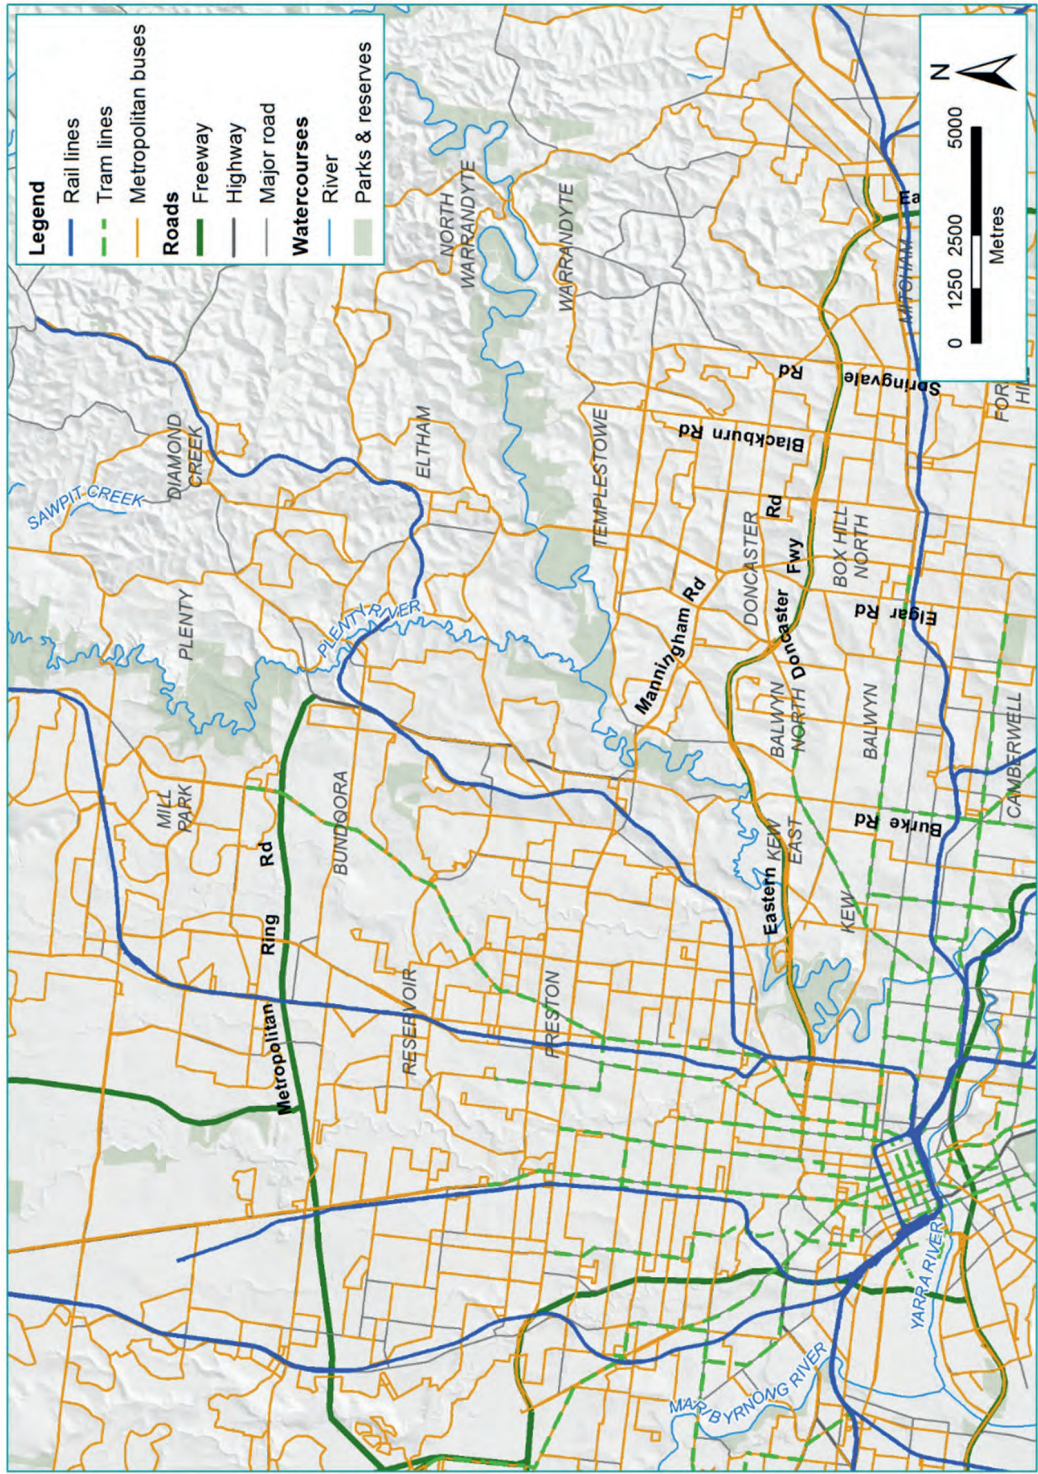 Legend
Rail lines
Tram lines
Metropolitan buses
Roads
Freeway
Highway
Major road
Watercourses
River
Parks & reserves
N
0 1250 2500 5000
Metres
SAWPIT CREEK
DIAMOND
CREEK
ELTHAM
NORTH
WARRANDYTE
WARRANDYTE
PLENTY
PLENTY RIVER
TEMPLESTOWE
Blackburn Rd
Springvale
Rd
MITCHAM
Ea
FOR
HIL
MILL
PARK
BUNDOORA
Manningham Rd
DONCASTER
Doncaster
Rd
Fwy
BOX HILL
NORTH
Elgar Rd
BALWYN
NORTH
BALWYN
CAMBERWELL
Metropolitan
Ring
Rd
RESERVOIR
PRESTON
Eastern
KEW
EAST
KEW
Burke Rd
YARRA RIVER
MARIBYRNONG RIVER